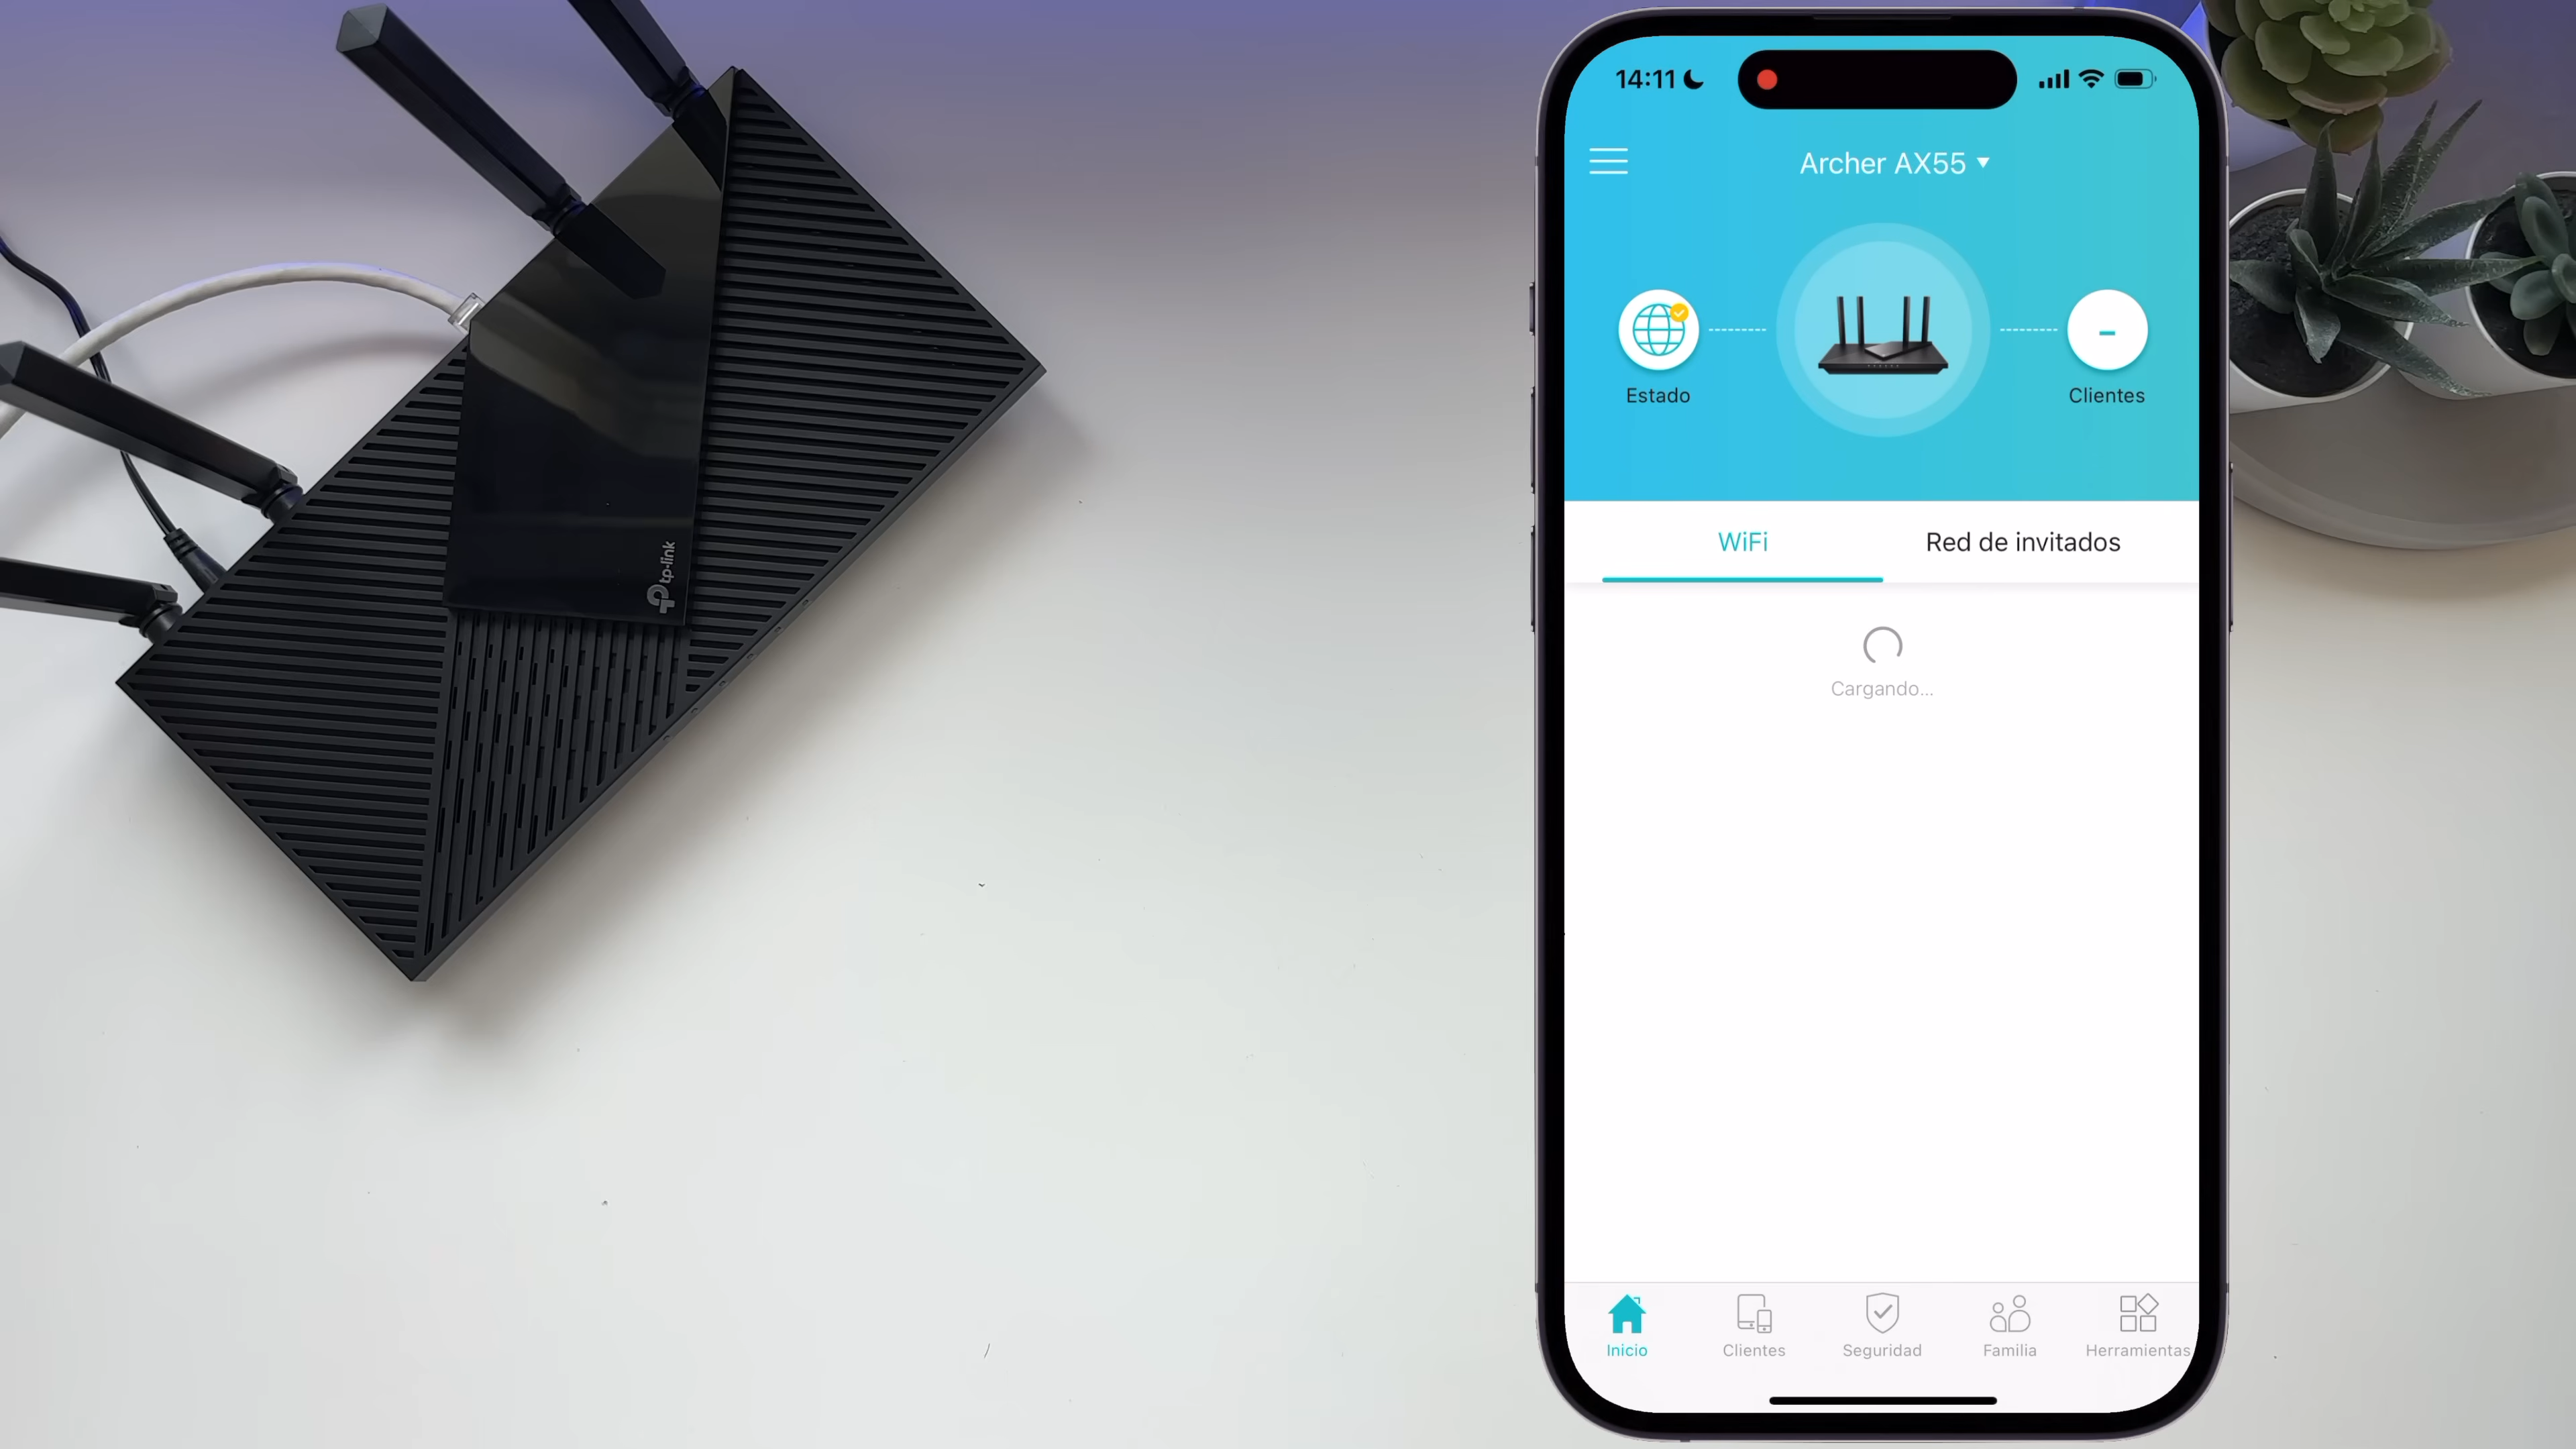 tp-link
14:11
Archer AX55
Estado
Clientes
WiFi
Red de invitados
Cargando...
Inicio
Clientes
Seguridad
Familia
Herramientas